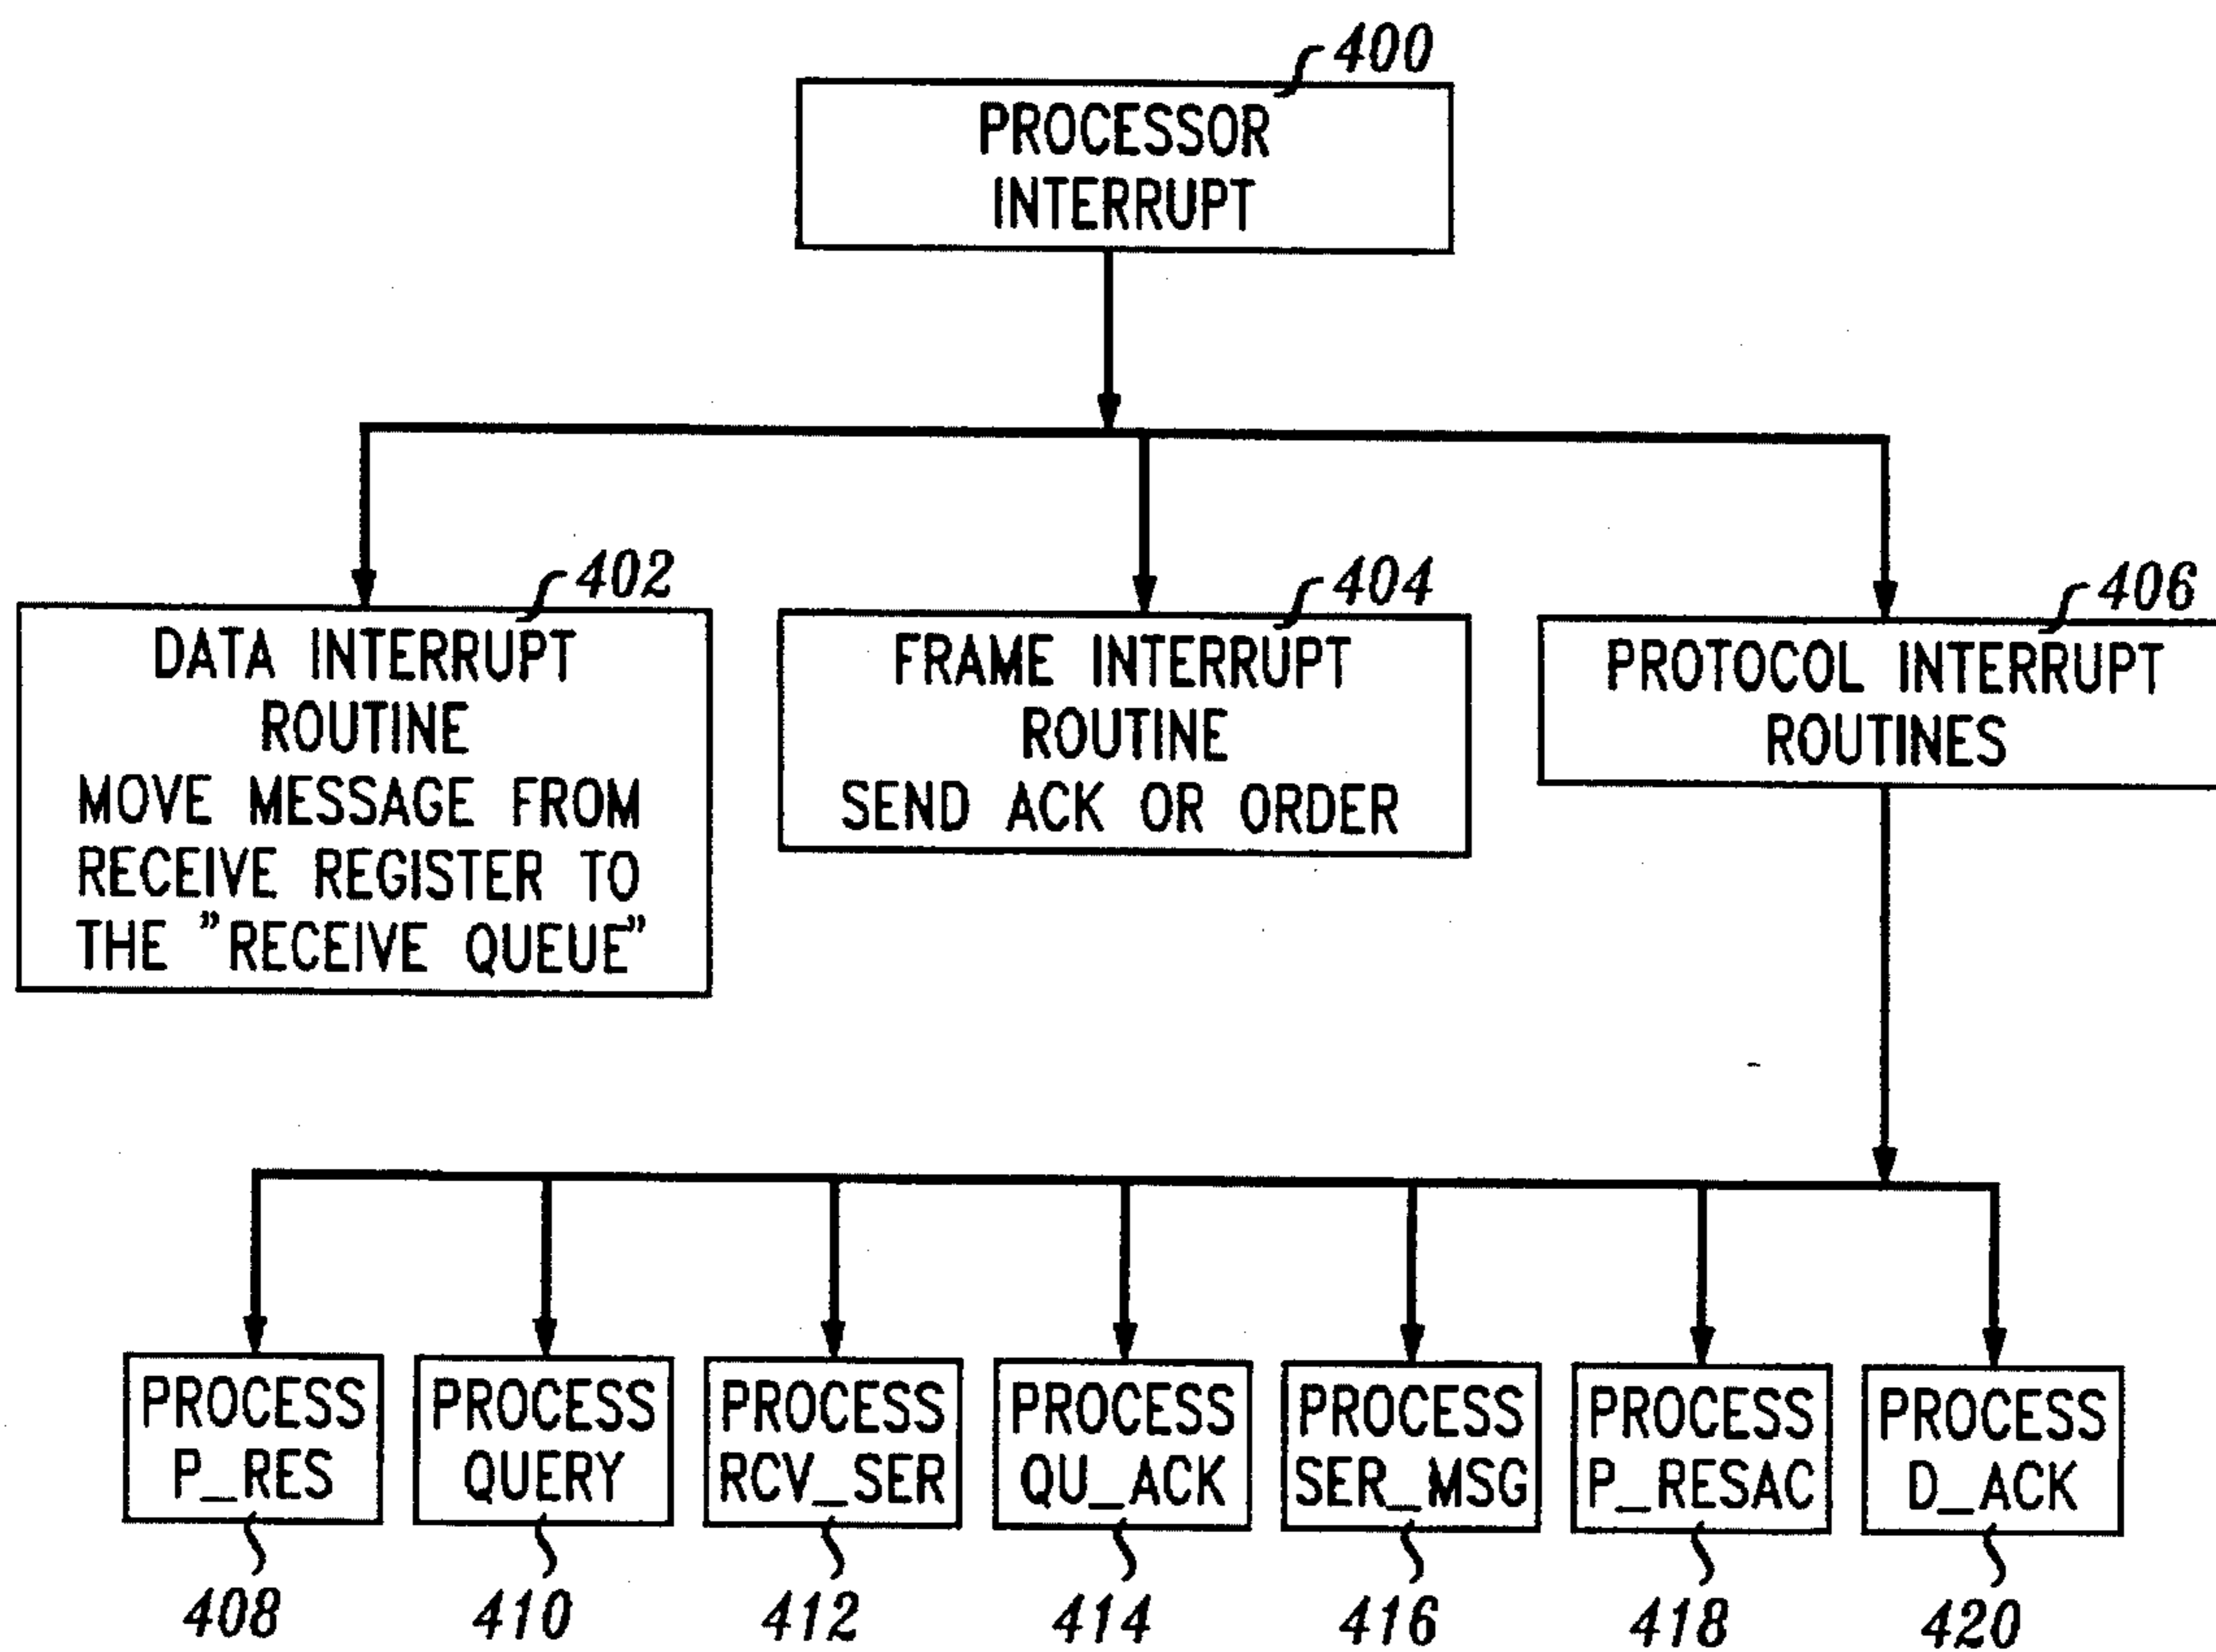 400
PROCESSOR
INTERRUPT
402
DATA INTERRUPT
ROUTINE
MOVE MESSAGE FROM
RECEIVE REGISTER TO
THE ”RECEIVE QUEUE”
404
FRAME INTERRUPT
ROUTINE
SEND ACK OR ORDER
406
PROTOCOL INTERRUPT
ROUTINES
PROCESS
P_RES
408
PROCESS
QUERY
410
PROCESS
RCV_SER
412
PROCESS
QU_ACK
414
PROCESS
SER_MSG
416
PROCESS
P_RESAC
418
PROCESS
D_ACK
420